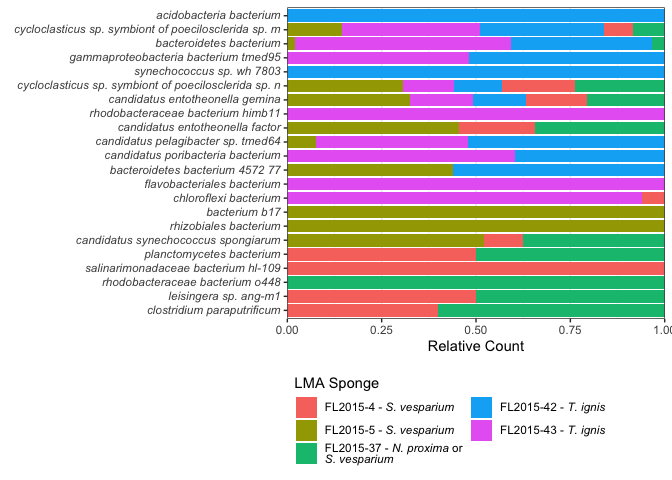 acidobacteria bacterium
cycloclasticus sp. symbiont of poecilosclerida sp. m
bacteroidetes bacterium
gammaproteobacteria bacterium tmed95
synechococcus sp. wh 7803
cycloclasticus sp. symbiont of poecilosclerida sp. n
candidatus entotheonella gemina
rhodobacteraceae bacterium himb11
candidatus entotheonella factor
candidatus pelagibacter sp. tmed64
candidatus poribacteria bacterium
bacteroidetes bacterium 4572 77
flavobacteriales bacterium
chloroflexi bacterium
bacterium b17
rhizobiales bacterium
candidatus synechococcus spongiarum
planctomycetes bacterium
salinarimonadaceae bacterium hl-109
rhodobacteraceae bacterium o448
leisingera sp. ang-m1
clostridium paraputrificum
0.00 0.25 0.50 0.75 1.00
Relative Count
LMA Sponge
FL2015-4 - S. vesparium
FL2015-5 - S. vesparium
FL2015-37 - N. proxima or
S. vesparium
FL2015-42 - T. ignis
FL2015-43 - T. ignis